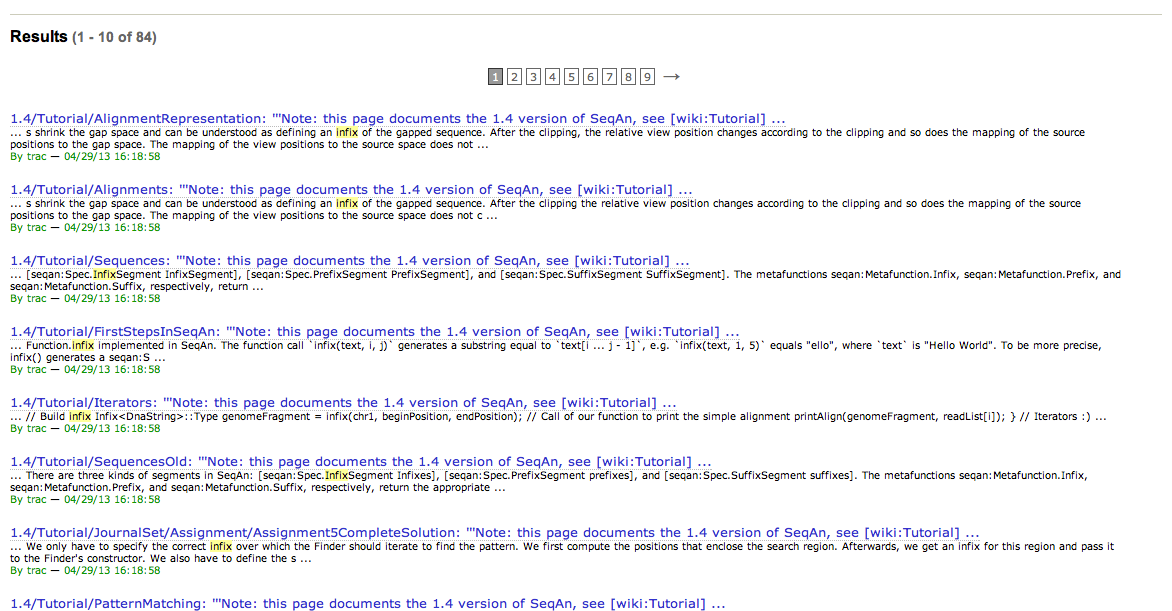 Results (1 - 10 of 84)
1 2 3 4 5 6 7 8 9 →
1.4/Tutorial/AlignmentRepresentation: '''Note: this page documents the 1.4 version of SeqAn, see [wiki:Tutorial] ...
... s shrink the gap space and can be understood as defining an infix of the gapped sequence. After the clipping, the relative view position changes according to the clipping and so does the mapping of the source
positions to the gap space. The mapping of the view positions to the source space does not ...
By trac — 04/29/13 16:18:58
1.4/Tutorial/Alignments: '''Note: this page documents the 1.4 version of SeqAn, see [wiki:Tutorial] ...
... s shrink the gap space and can be understood as defining an infix of the gapped sequence. After the clipping the relative view position changes according to the clipping and so does the mapping of the source
positions to the gap space. The mapping of the view positions to the source space does not c ...
By trac — 04/29/13 16:18:58
1.4/Tutorial/Sequences: '''Note: this page documents the 1.4 version of SeqAn, see [wiki:Tutorial] ...
... [seqan:Spec.InfixSegment InfixSegment], [seqan:Spec.PrefixSegment PrefixSegment], and [seqan:Spec.SuffixSegment SuffixSegment]. The metafunctions seqan:Metafunction.Infix, seqan:Metafunction.Prefix, and
seqan:Metafunction.Suffix, respectively, return ...
By trac — 04/29/13 16:18:58
1.4/Tutorial/FirstStepsInSeqAn: '''Note: this page documents the 1.4 version of SeqAn, see [wiki:Tutorial] ...
... Function.infix implemented in SeqAn. The function call `infix(text, i, j)` generates a substring equal to `text[i ... j - 1]`, e.g. `infix(text, 1, 5)` equals "ello", where `text` is "Hello World". To be more precise,
infix() generates a seqan:S ...
By trac — 04/29/13 16:18:58
1.4/Tutorial/Iterators: '''Note: this page documents the 1.4 version of SeqAn, see [wiki:Tutorial] ...
... // Build infix Infix<DnaString>::Type genomeFragment = infix(chr1, beginPosition, endPosition); // Call of our function to print the simple alignment printAlign(genomeFragment, readList[i]); } // Iterators :) ...
By trac — 04/29/13 16:18:58
1.4/Tutorial/SequencesOld: '''Note: this page documents the 1.4 version of SeqAn, see [wiki:Tutorial] ...
... There are three kinds of segments in SeqAn: [seqan:Spec.InfixSegment Infixes], [seqan:Spec.PrefixSegment prefixes], and [seqan:Spec.SuffixSegment suffixes]. The metafunctions seqan:Metafunction.Infix,
seqan:Metafunction.Prefix, and seqan:Metafunction.Suffix, respectively, return the appropriate ...
By trac — 04/29/13 16:18:58
1.4/Tutorial/JournalSet/Assignment/Assignment5CompleteSolution: '''Note: this page documents the 1.4 version of SeqAn, see [wiki:Tutorial] ...
... We only have to specify the correct infix over which the Finder should iterate to find the pattern. We first compute the positions that enclose the search region. Afterwards, we get an infix for this region and pass it
to the Finder's constructor. We also have to define the s ...
By trac — 04/29/13 16:18:58
1.4/Tutorial/PatternMatching: '''Note: this page documents the 1.4 version of SeqAn, see [wiki:Tutorial] ...